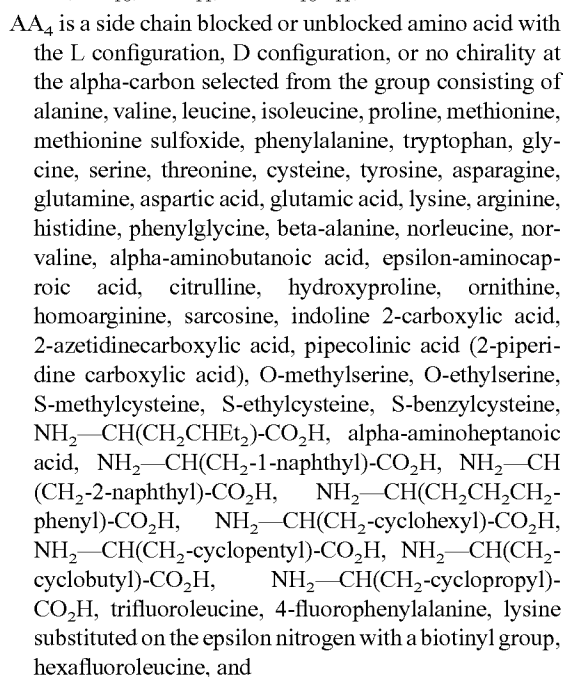 AA₄ is a side chain blocked or unblocked amino acid with
the L configuration, D configuration, or no chirality at
the alpha-carbon selected from the group consisting of
alanine, valine, leucine, isoleucine, proline, methionine,
methionine sulfoxide, phenylalanine, tryptophan, gly-
cine, serine, threonine, cysteine, tyrosine, asparagine,
glutamine, aspartic acid, glutamic acid, lysine, arginine,
histidine, phenylglycine, beta-alanine, norleucine, nor-
valine, alpha-aminobutanoic acid, epsilon-aminocap-
roic acid, citrulline, hydroxyproline, ornithine,
homoarginine, sarcosine, indoline 2-carboxylic acid,
2-azetidinecarboxylic acid, pipecolinic acid (2-piperi-
dine carboxylic acid), O-methylserine, O-ethylserine,
S-methylcysteine, S-ethylcysteine, S-benzylcysteine,
NH₂—CH(CH₂CHEt₂)-CO₂H, alpha-aminoheptanoic
acid, NH₂—CH(CH₂-1-naphthyl)-CO₂H, NH₂—CH
(CH₂-2-naphthyl)-CO₂H, NH₂—CH(CH₂CH₂CH₂-
phenyl)-CO₂H, NH₂—CH(CH₂-cyclohexyl)-CO₂H,
NH₂—CH(CH₂-cyclopentyl)-CO₂H, NH₂—CH(CH₂-
cyclobutyl)-CO₂H, NH₂—CH(CH₂-cyclopropyl)-
CO₂H, trifluoroleucine, 4-fluorophenylalanine, lysine
substituted on the epsilon nitrogen with a biotinyl group,
hexafluoroleucine, and